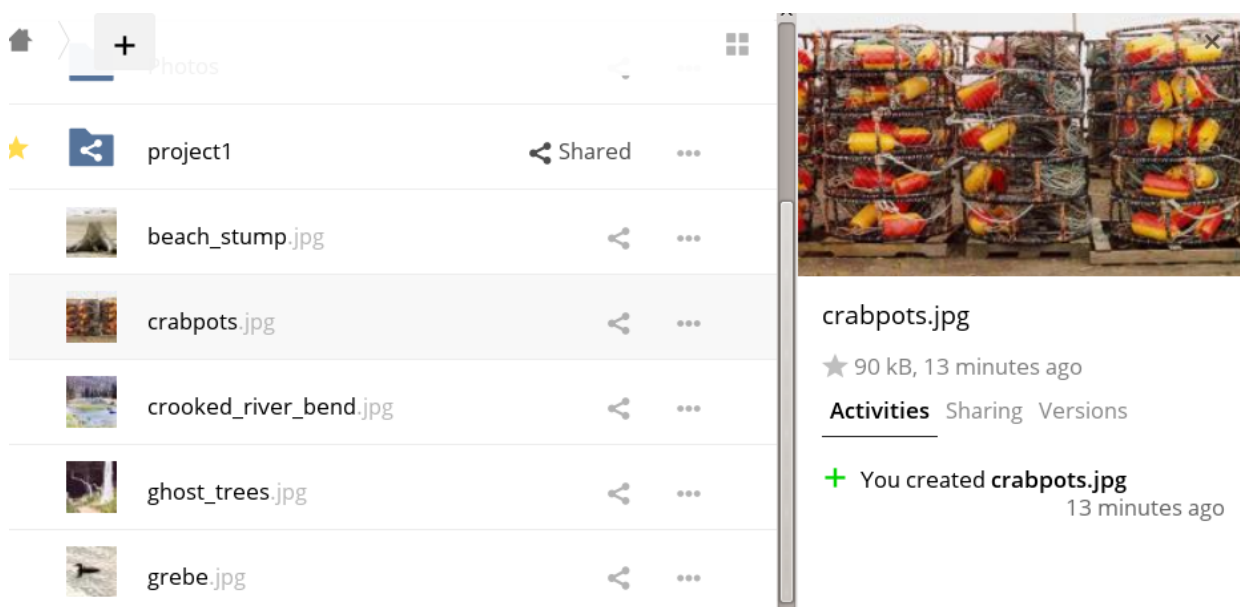 Photos
project1
Shared
beach_stump.jpg
crabpots.jpg
crooked_river_bend.jpg
ghost_trees.jpg
grebe.jpg
crabpots.jpg
90 kB, 13 minutes ago
Activities Sharing Versions
You created crabpots.jpg
13 minutes ago